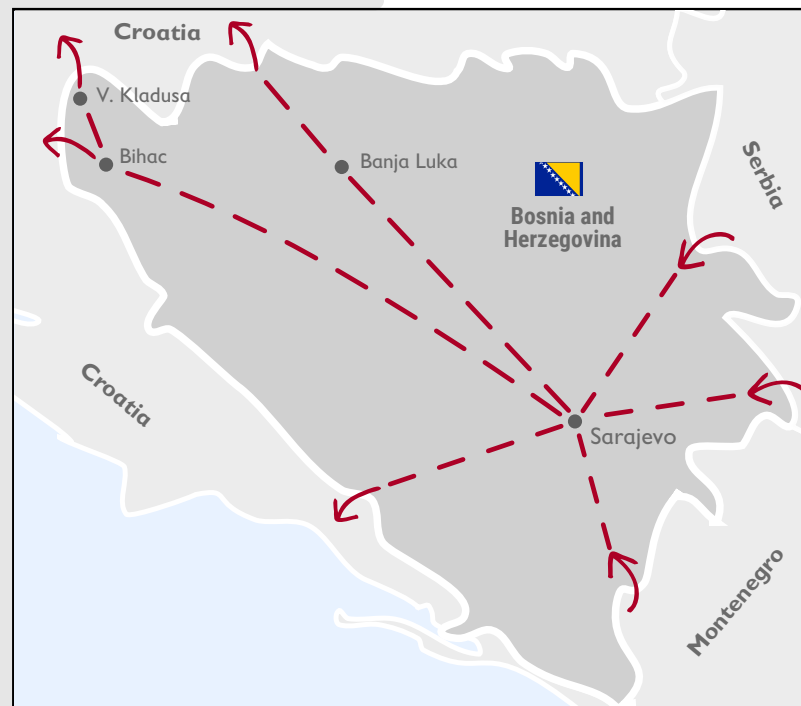 Croatia
V. Kladusa
Bihac
Banja Luka
Serbia
Bosnia and
Herzegovina
Croatia
Sarajevo
Montenegro